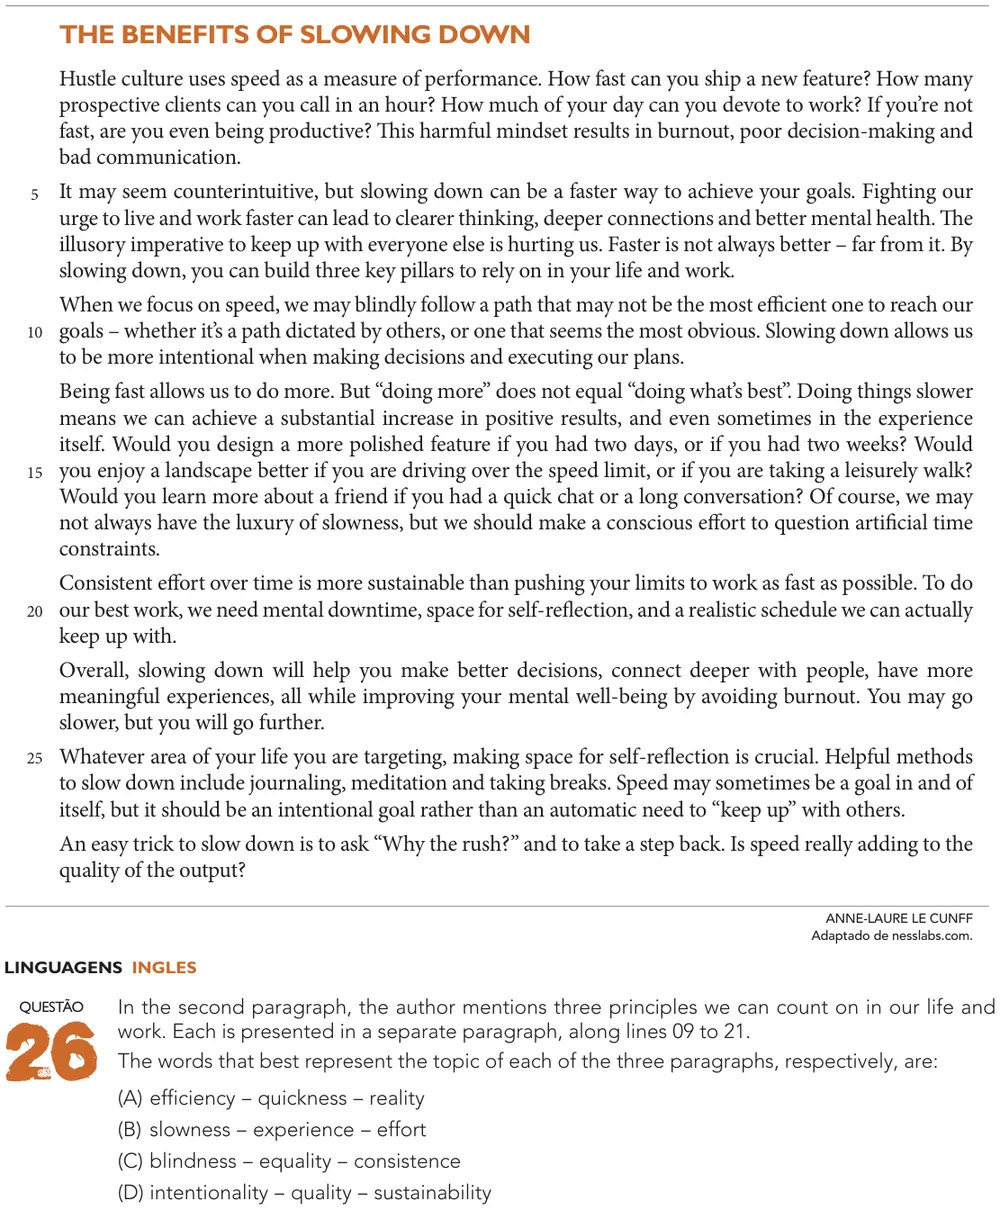 THE BENEFITS OF SLOWING DOWN
Hustle culture uses speed as a measure of performance. How fast can you ship a new feature? How many
prospective clients can you call in an hour? How much of your day can you devote to work? If you're not
fast, are you even being productive? This harmful mindset results in burnout, poor decision-making and
bad communication.
5 It may seem counterintuitive, but slowing down can be a faster way to achieve your goals. Fighting our
urge to live and work faster can lead to clearer thinking, deeper connections and better mental health. The
illusory imperative to keep up with everyone else is hurting us. Faster is not always better – far from it. By
slowing down, you can build three key pillars to rely on in your life and work.
When we focus on speed, we may blindly follow a path that may not be the most efficient one to reach our
10 goals – whether it's a path dictated by others, or one that seems the most obvious. Slowing down allows us
to be more intentional when making decisions and executing our plans.
Being fast allows us to do more. But “doing more” does not equal “doing what's best”. Doing things slower
means we can achieve a substantial increase in positive results, and even sometimes in the experience
itself. Would you design a more polished feature if you had two days, or if you had two weeks? Would
15 you enjoy a landscape better if you are driving over the speed limit, or if you are taking a leisurely walk?
Would you learn more about a friend if you had a quick chat or a long conversation? Of course, we may
not always have the luxury of slowness, but we should make a conscious effort to question artificial time
constraints.
Consistent effort over time is more sustainable than pushing your limits to work as fast as possible. To do
20 our best work, we need mental downtime, space for self-reflection, and a realistic schedule we can actually
keep up with.
Overall, slowing down will help you make better decisions, connect deeper with people, have more
meaningful experiences, all while improving your mental well-being by avoiding burnout. You may go
slower, but you will go further.
25 Whatever area of your life you are targeting, making space for self-reflection is crucial. Helpful methods
to slow down include journaling, meditation and taking breaks. Speed may sometimes be a goal in and of
itself, but it should be an intentional goal rather than an automatic need to “keep up” with others.
An easy trick to slow down is to ask “Why the rush?” and to take a step back. Is speed really adding to the
quality of the output?
ANNE-LAURE LE CUNFF
Adaptado de nesslabs.com.
LINGUAGENS INGLES
QUESTÃO
26
In the second paragraph, the author mentions three principles we can count on in our life and
work. Each is presented in a separate paragraph, along lines 09 to 21.
The words that best represent the topic of each of the three paragraphs, respectively, are:
(A) efficiency – quickness – reality
(B) slowness – experience – effort
(C) blindness – equality – consistence
(D) intentionality – quality – sustainability